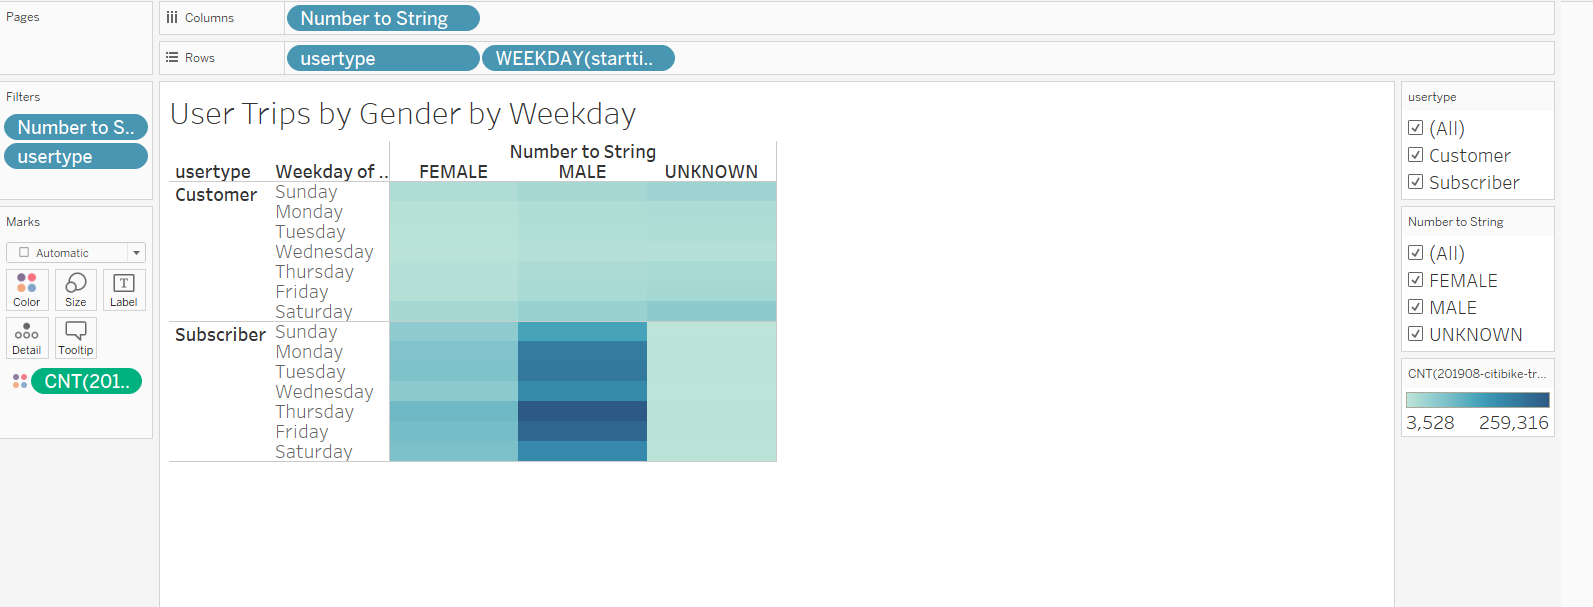 Pages
Columns
Number to String
Rows
usertype
WEEKDAY(startti..
Filters
Number to S..
usertype
Marks
Automatic
Color
Size
Label
Detail
Tooltip
CNT(201..
User Trips by Gender by Weekday
Number to String
usertype Weekday of .. FEMALE MALE UNKNOWN
Customer Sunday
Monday
Tuesday
Wednesday
Thursday
Friday
Saturday
Subscriber Sunday
Monday
Tuesday
Wednesday
Thursday
Friday
Saturday
usertype
(All)
Customer
Subscriber
Number to String
(All)
FEMALE
MALE
UNKNOWN
CNT(201908-citibike-tr...
3,528 259,316